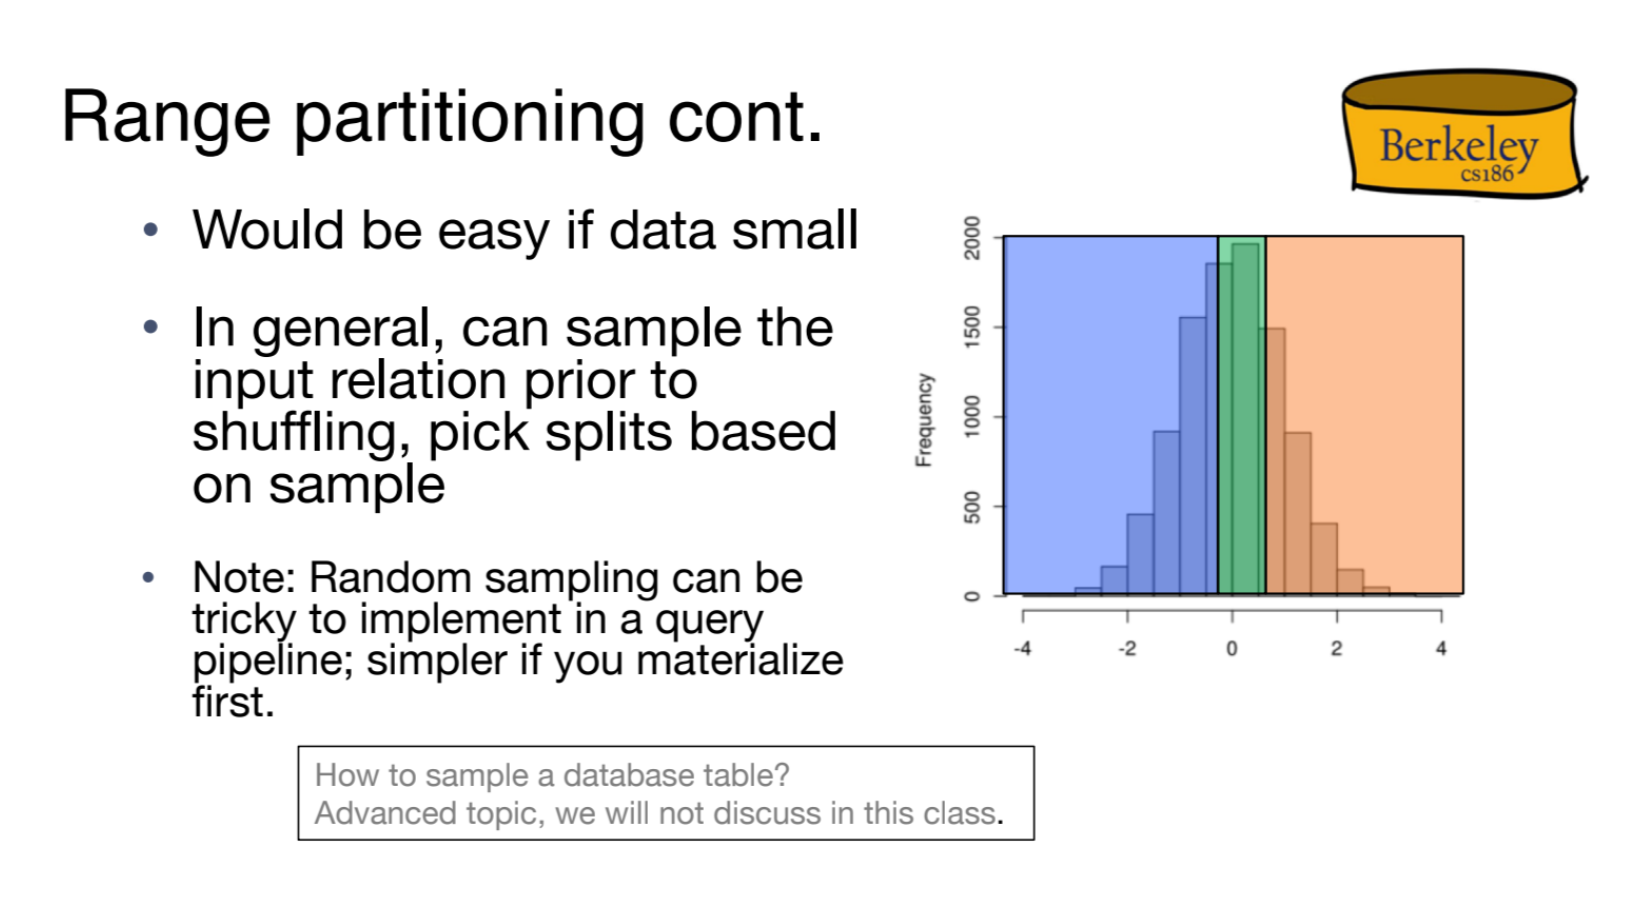 Range partitioning cont.
Berkeley
cs186
• Would be easy if data small
• In general, can sample the
input relation prior to
shuffling, pick splits based
on sample
• Note: Random sampling can be
tricky to implement in a query
pipeline; simpler if you materialize
first.
Frequency
2000
1500
1000
500
0
-4 -2 0 2 4
How to sample a database table?
Advanced topic, we will not discuss in this class.